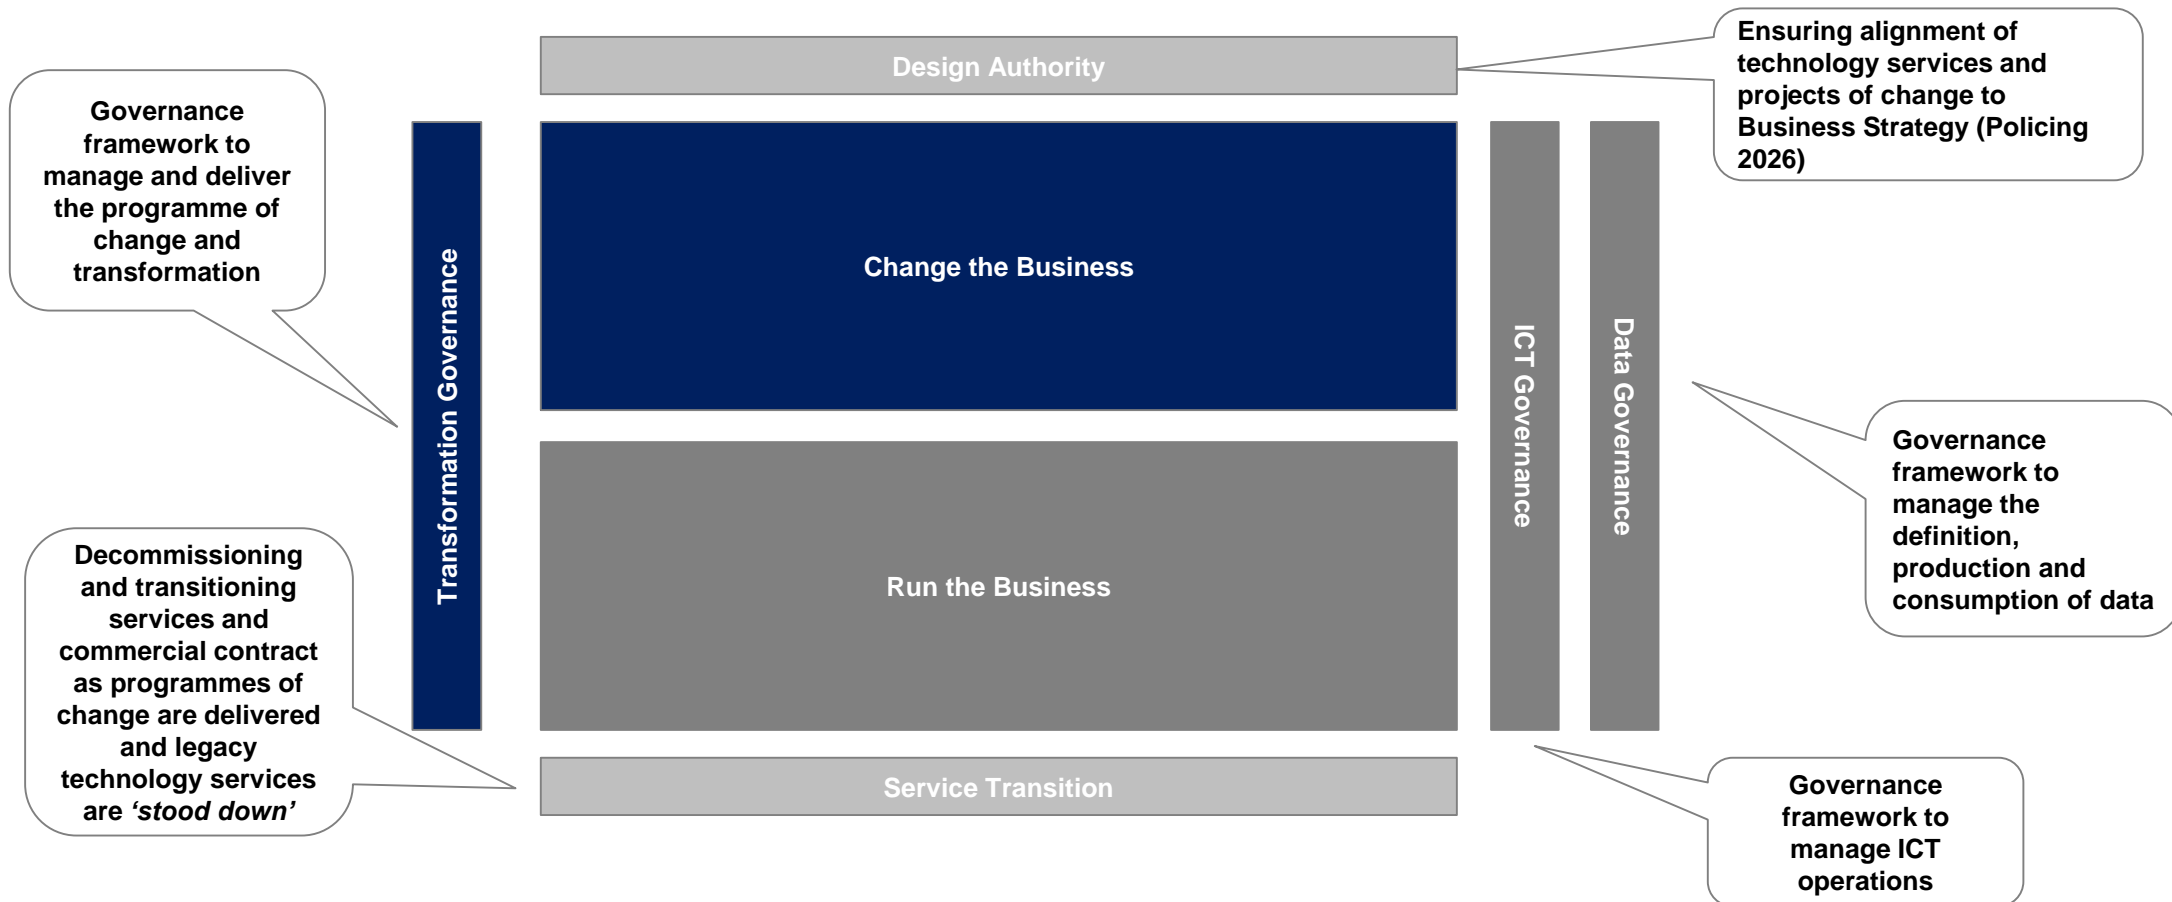 Design Authority
Ensuring alignment of
technology services and
projects of change to
Business Strategy (Policing
2026)
Governance
framework to
manage and deliver
the programme of
change and
transformation
Transformation Governance
Change the Business
ICT Governance
Data Governance
Governance
framework to
manage the
definition,
production and
consumption of data
Run the Business
Decommissioning
and transitioning
services and
commercial contract
as programmes of
change are delivered
and legacy
technology services
are ‘stood down’
Service Transition
Governance
framework to
manage ICT
operations